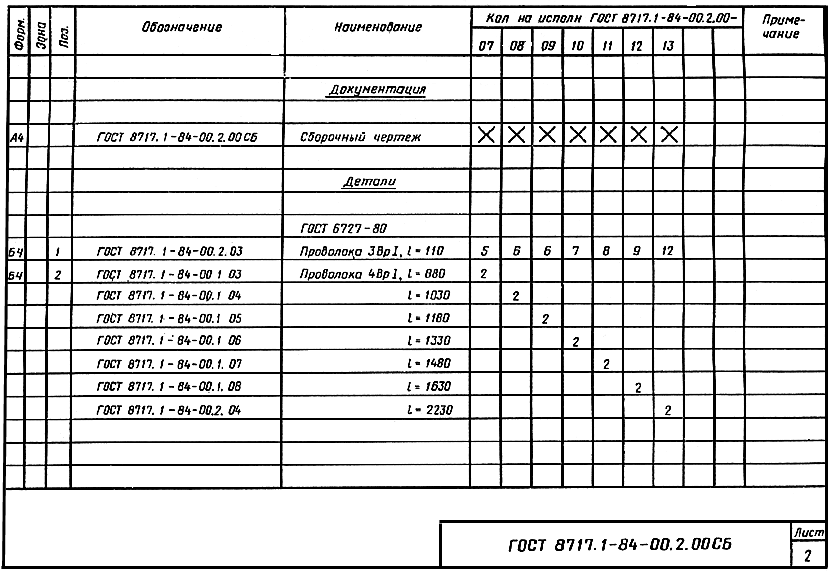 Форм. Зона Поз. Обозначение Наименование Кол на исполн ГОСТ 8717.1-84-00.2.00- Приме-
чание
07 08 09 10 11 12 13
Документация
А4 ГОСТ 8717.1-84-00.2.00СБ Сборочный чертеж X X X X X X X
Детали
ГОСТ 6727-80
БЧ 1 ГОСТ 8717.1-84-00.2.03 Проволока 3ВрI, l=110 5 6 6 7 8 9 12
БЧ 2 ГОСТ 8717.1-84-00 1 03 Проволока 4ВрI, l=880 2
ГОСТ 8717.1-84-00.1 04 l=1030 2
ГОСТ 8717.1-84-00.1 05 l=1180 2
ГОСТ 8717.1-84-00.1 06 l=1330 2
ГОСТ 8717.1-84-00.1.07 l=1480 2
ГОСТ 8717.1-84-00.1.08 l=1630 2
ГОСТ 8717.1-84-00.2.04 l=2230 2
ГОСТ 8717.1-84-00.2.00СБ Лист
2